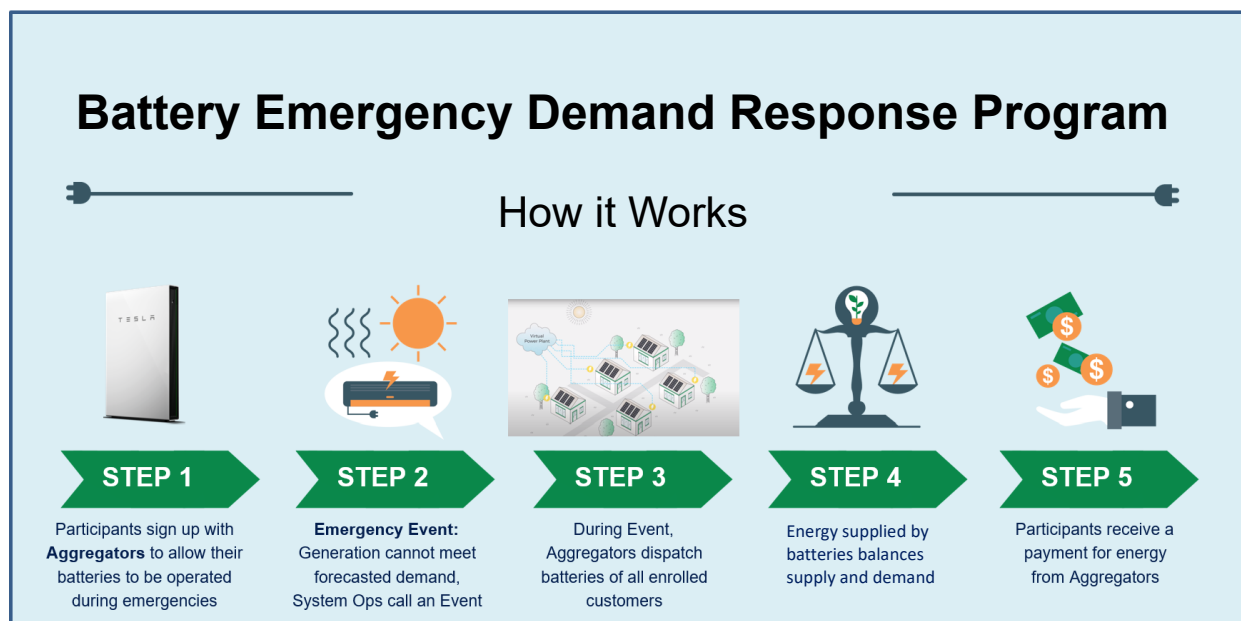 Battery Emergency Demand Response Program
How it Works
TESLA
Virtual
Power Plant
$
$
$
STEP 1
STEP 2
STEP 3
STEP 4
STEP 5
Participants sign up with
Aggregators to allow their
batteries to be operated
during emergencies
Emergency Event:
Generation cannot meet
forecasted demand,
System Ops call an Event
During Event,
Aggregators dispatch
batteries of all enrolled
customers
Energy supplied by
batteries balances
supply and demand
Participants receive a
payment for energy
from Aggregators